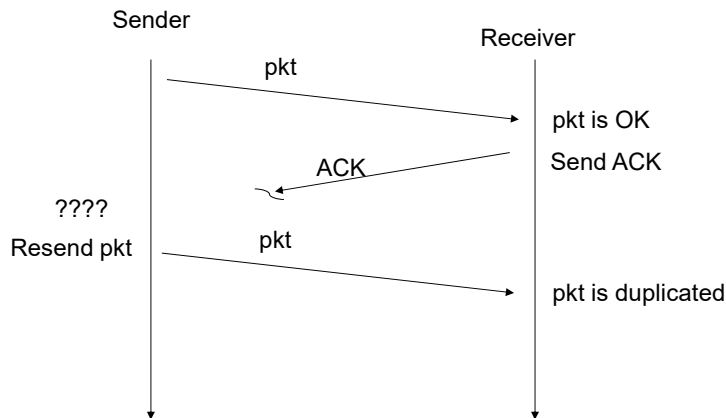 Sender
Receiver
pkt
pkt is OK
ACK
Send ACK
????
Resend pkt
pkt
pkt is duplicated